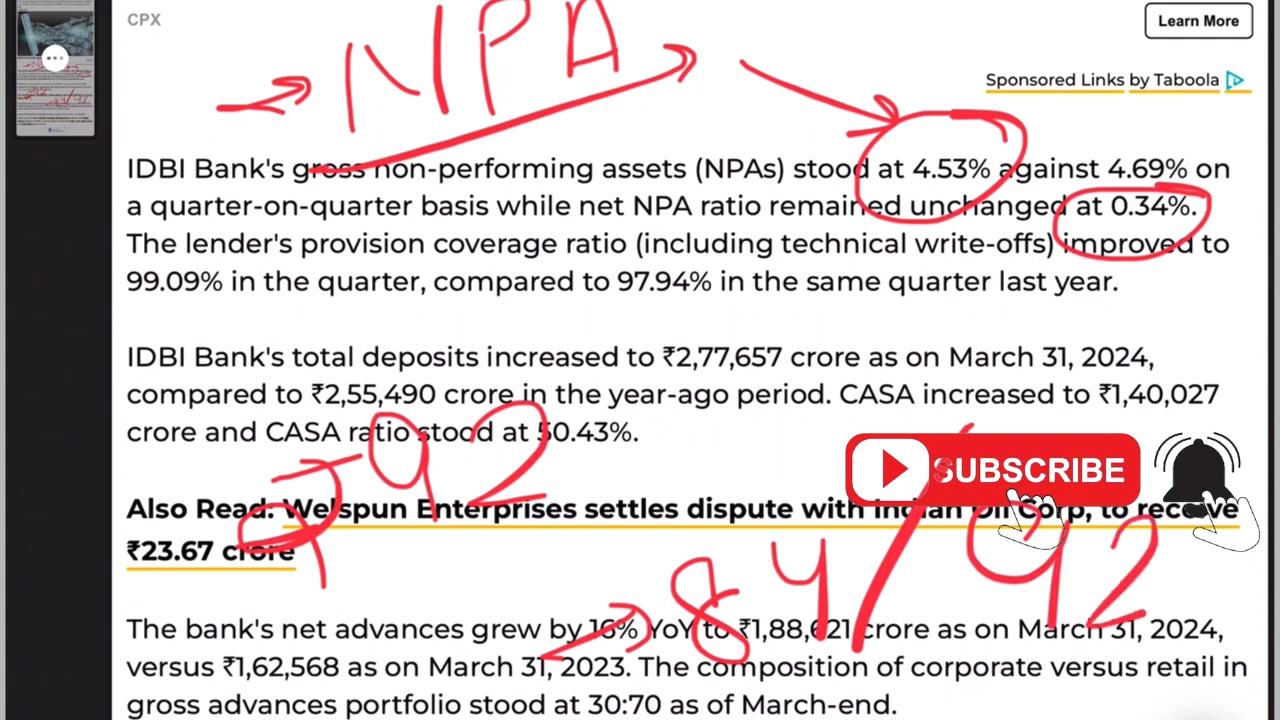 CPX
Learn More
NPA
Sponsored Links by Taboola
IDBI Bank's gross non-performing assets (NPAs) stood at 4.53% against 4.69% on
a quarter-on-quarter basis while net NPA ratio remained unchanged at 0.34%.
The lender's provision coverage ratio (including technical write-offs) improved to
99.09% in the quarter, compared to 97.94% in the same quarter last year.
IDBI Bank's total deposits increased to ₹2,77,657 crore as on March 31, 2024,
compared to ₹2,55,490 crore in the year-ago period. CASA increased to ₹1,40,027
crore and CASA ratio stood at 50.43%.
92
SUBSCRIBE
Also Read: Welspun Enterprises settles dispute with Indian Oil Corp, to receive
₹23.67 crore
84/92
The bank's net advances grew by 16% YoY to ₹1,88,621 crore as on March 31, 2024,
versus ₹1,62,568 as on March 31, 2023. The composition of corporate versus retail in
gross advances portfolio stood at 30:70 as of March-end.